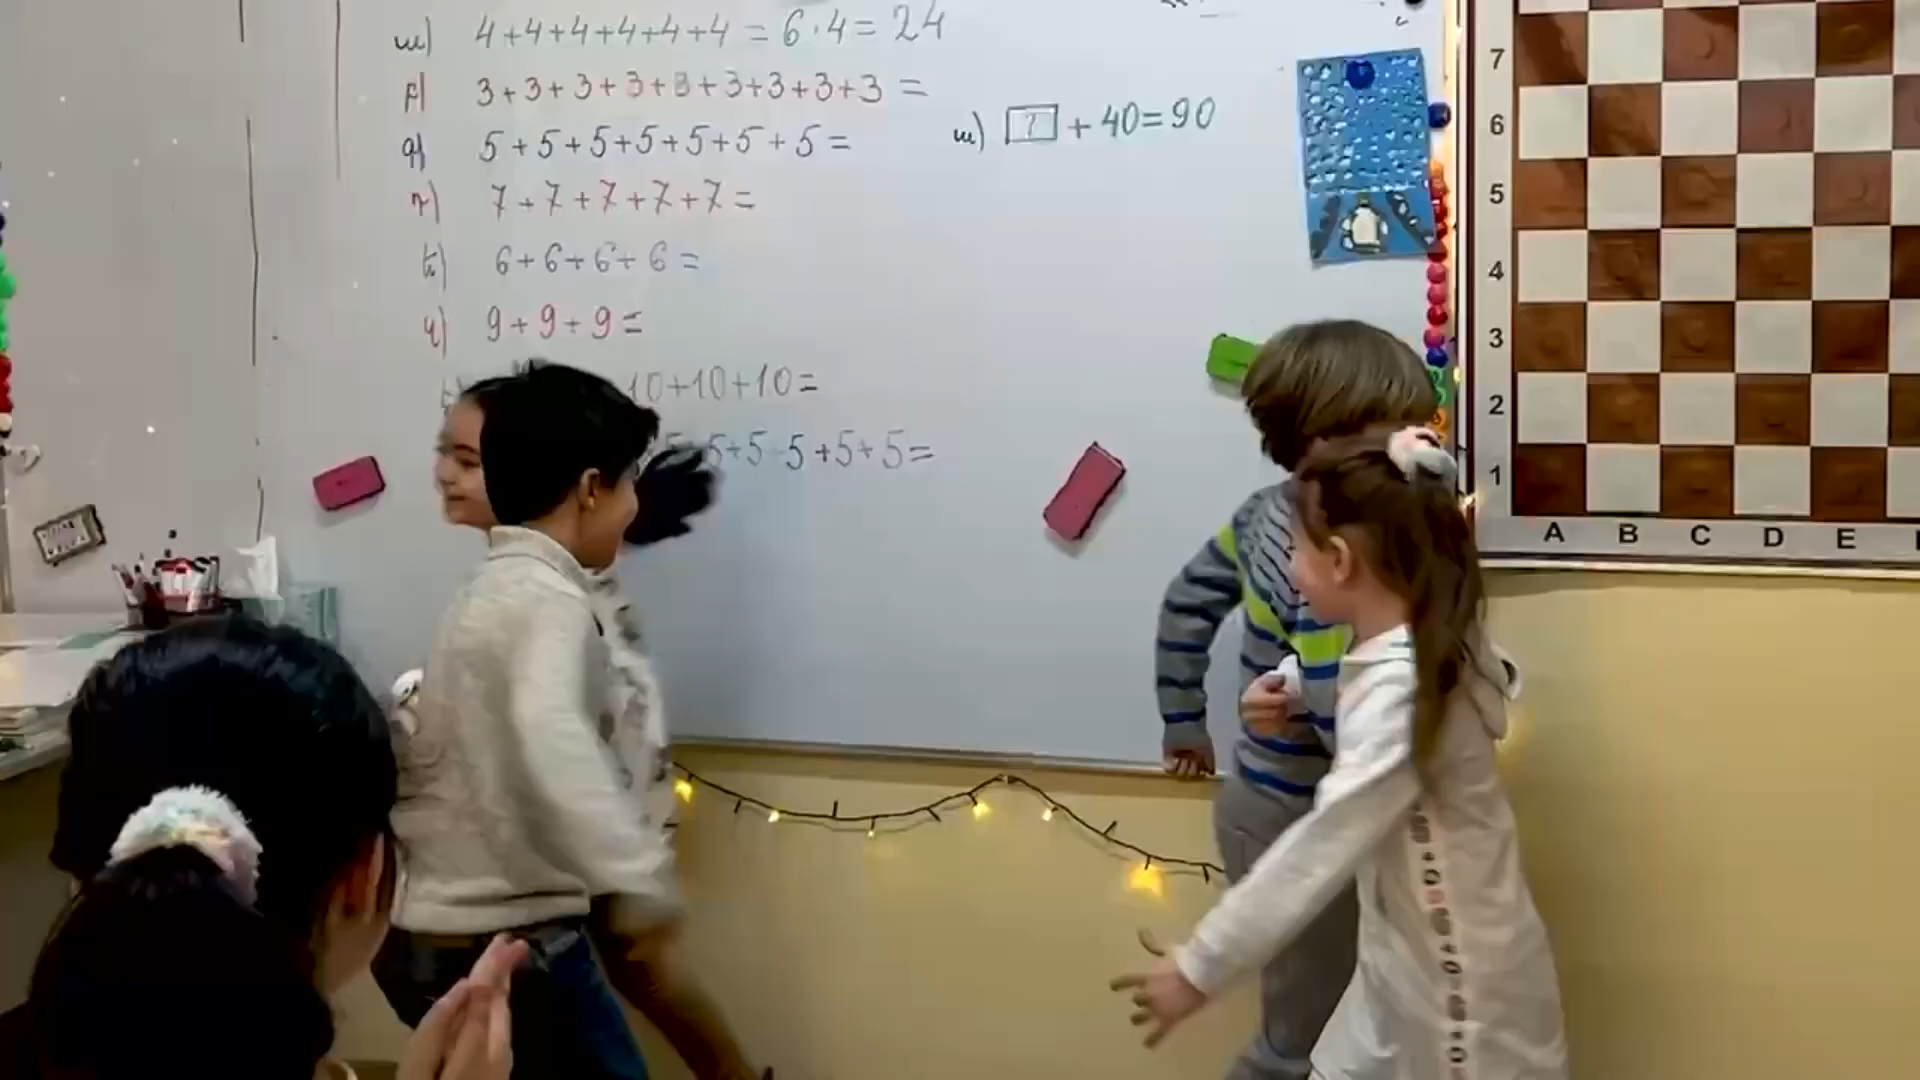 ա) 4+4+4+4+4+4 = 6·4 = 24
բ) 3+3+3+3+3+3+3+3+3 =
գ) 5+5+5+5+5+5+5=
դ) 7+7+7+7+7=
ե) 6+6+6+6=
զ) 9+9+9=
10+10+10=
5+5 5+5+5=
ա) ? + 40=90
7
6
5
4
3
2
1
A B C D E